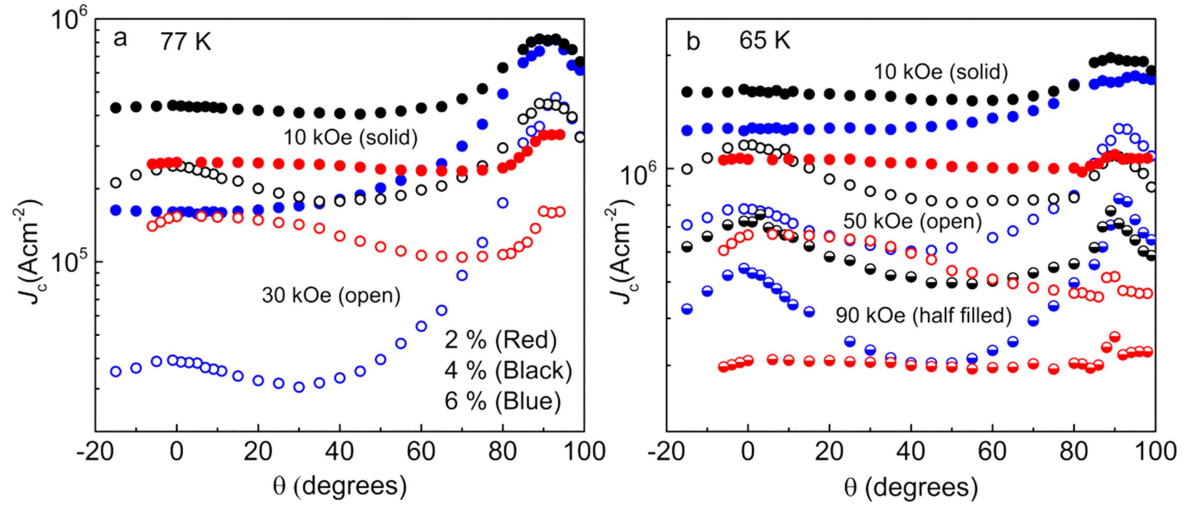 10⁶
a 77 K
10 kOe (solid)
Jc(Acm⁻²)
10⁵
30 kOe (open)
2 % (Red)
4 % (Black)
6 % (Blue)
-20 0 20 40 60 80 100
θ (degrees)
b 65 K
10 kOe (solid)
Jc(Acm⁻²)
10⁶
50 kOe (open)
90 kOe (half filled)
-20 0 20 40 60 80 100
θ (degrees)